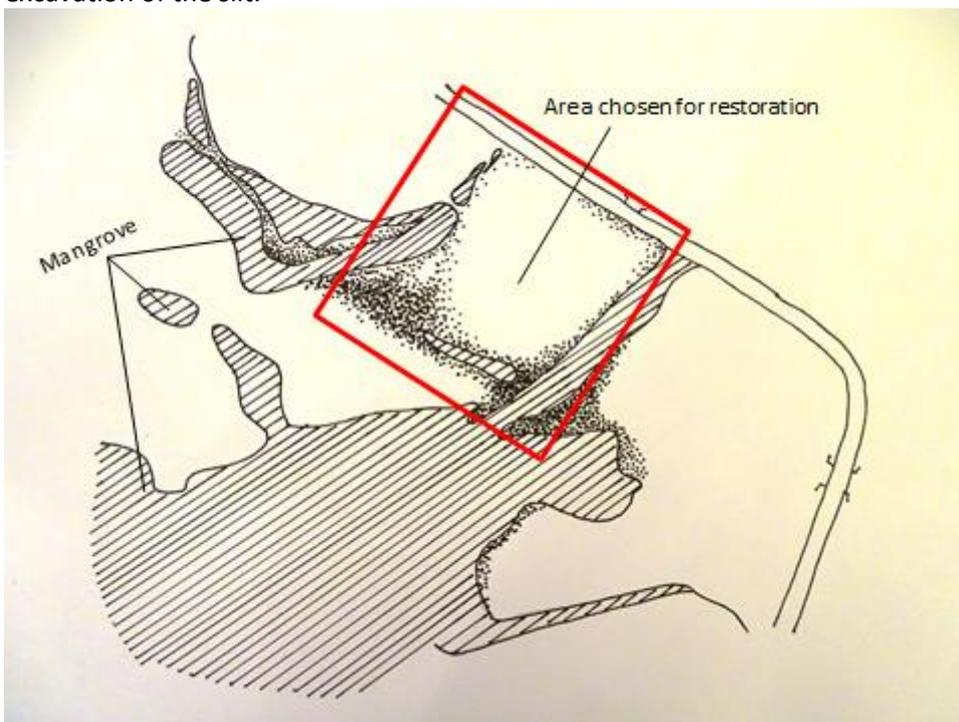 excavation of the silt.
Area chosen for restoration
Mangrove